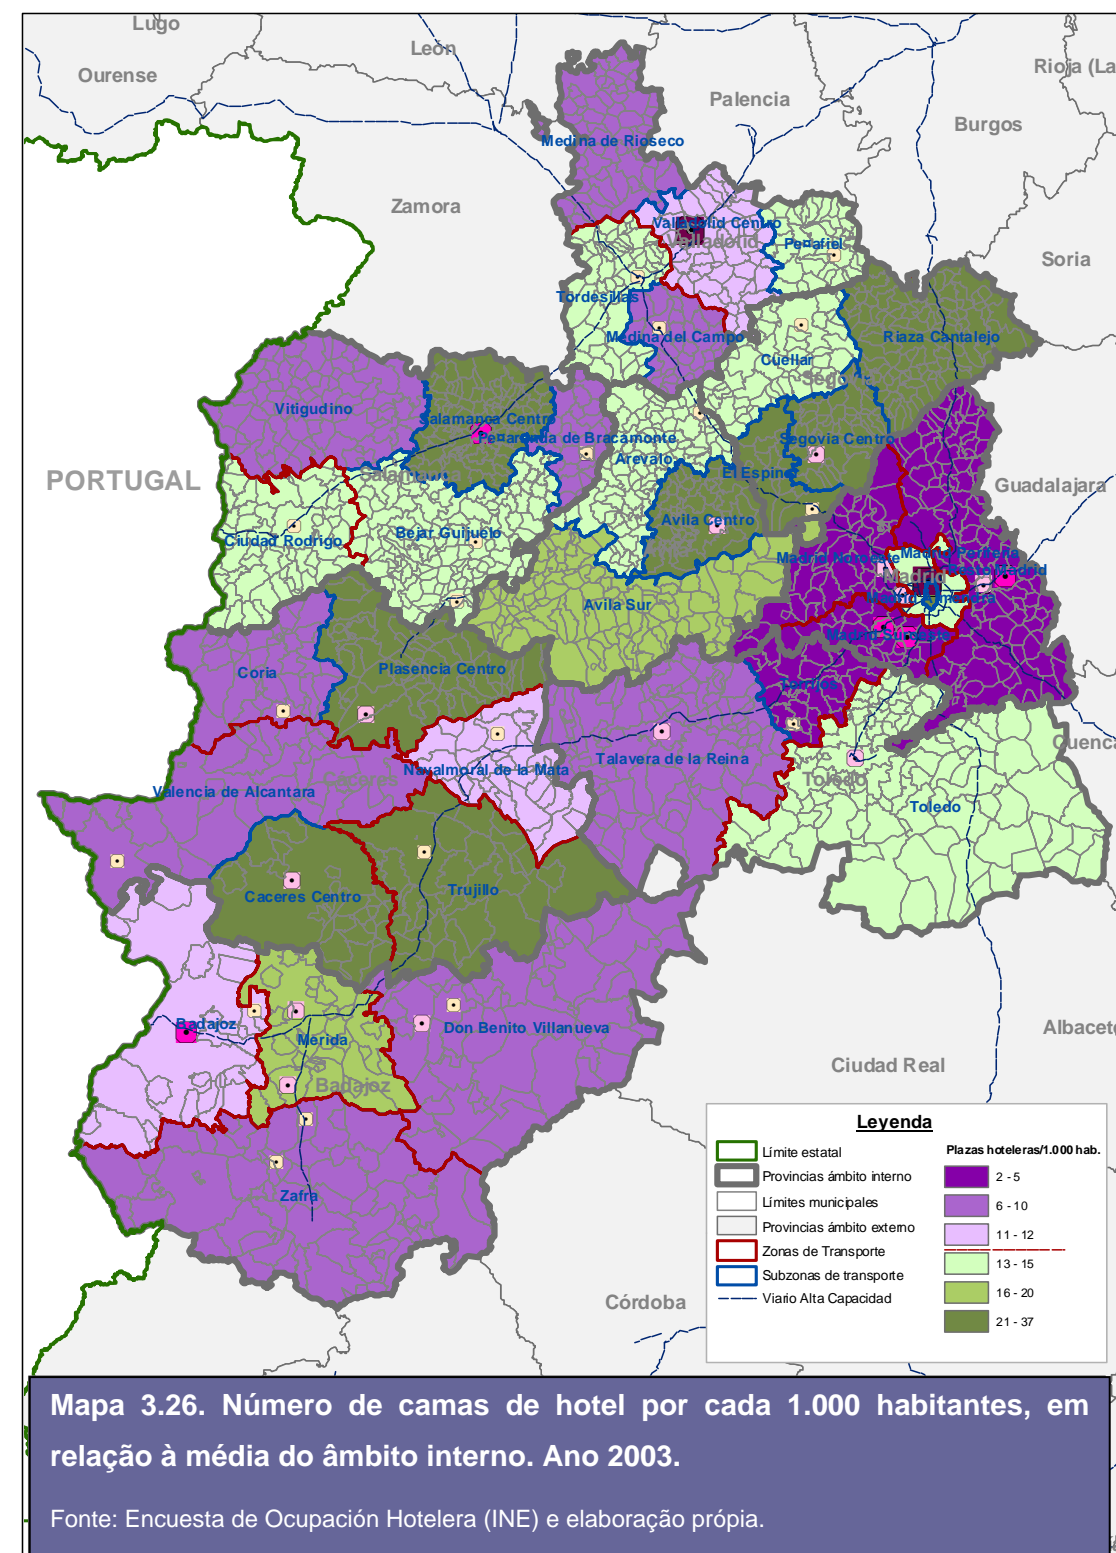 Lugo
León
Ourense
Rioja (La
Palencia
Burgos
Medina de Rioseco
Zamora
Valladolid Centro
Valladolid
Peñafiel
Soria
Tordesillas
Medina del Campo
Riaza Cantalejo
Cuellar
Vitigudino
Salamanca Centro
Peñaranda de Bracamonte
Segovia Centro
Arevalo
El Espinar
PORTUGAL
Guadalajara
Avila Centro
Bejar Guijuelo
Ciudad Rodrigo
Madrid Noroeste
Madrid
Avila Sur
Plasencia Centro
Coria
Cuenca
Talavera de la Reina
Navalmoral de la Mata
Valencia de Alcantara
Toledo
Toledo
Caceres Centro
Trujillo
Badajoz
Don Benito Villanueva
Merida
Albacete
Ciudad Real
Badajoz
Zafra
Córdoba
Leyenda
Límite estatal
Provincias ámbito interno
Límites municipales
Provincias ámbito externo
Zonas de Transporte
Subzonas de transporte
Viario Alta Capacidad
Plazas hoteleras/1.000 hab.
2 - 5
6 - 10
11 - 12
13 - 15
16 - 20
21 - 37
Mapa 3.26. Número de camas de hotel por cada 1.000 habitantes, em
relação à média do âmbito interno. Ano 2003.
Fonte: Encuesta de Ocupación Hotelera (INE) e elaboração própia.